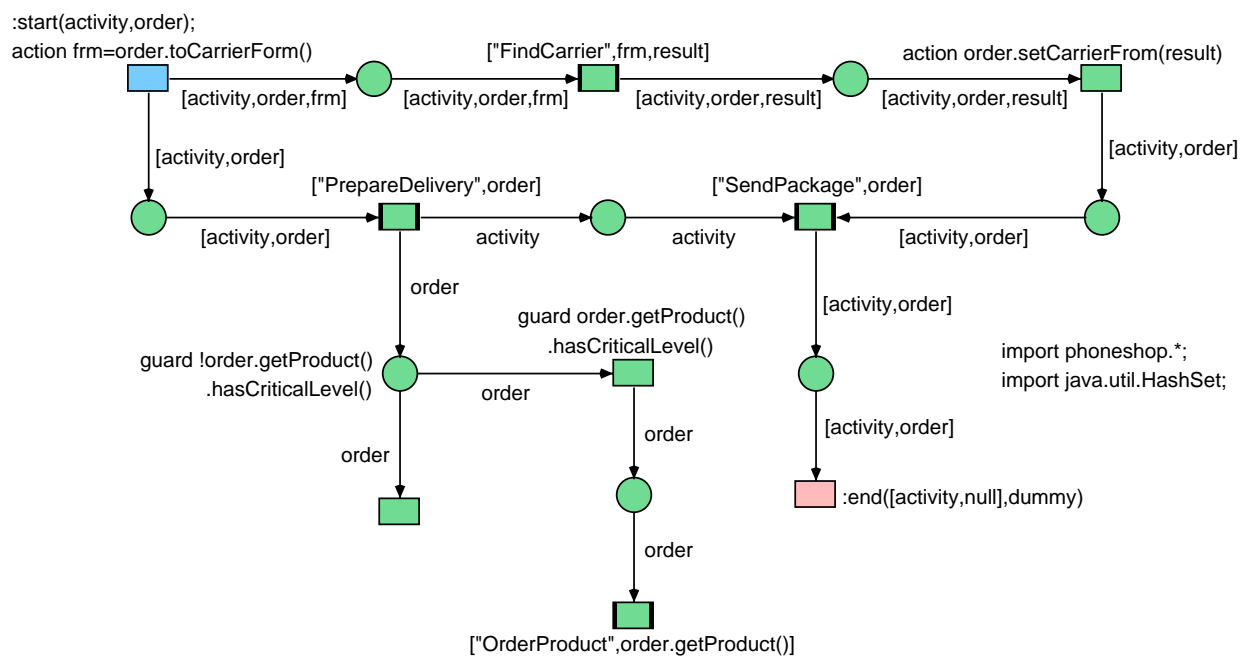 :start(activity,order);
action frm=order.toCarrierForm()
["FindCarrier",frm,result]
action order.setCarrierFrom(result)
[activity,order,frm]
[activity,order,frm]
[activity,order,result]
[activity,order,result]
[activity,order]
[activity,order]
["PrepareDelivery",order]
["SendPackage",order]
[activity,order]
activity
activity
[activity,order]
order
[activity,order]
guard order.getProduct()
.hasCriticalLevel()
guard !order.getProduct()
.hasCriticalLevel()
import phoneshop.*;
import java.util.HashSet;
order
order
order
[activity,order]
:end([activity,null],dummy)
order
["OrderProduct",order.getProduct()]